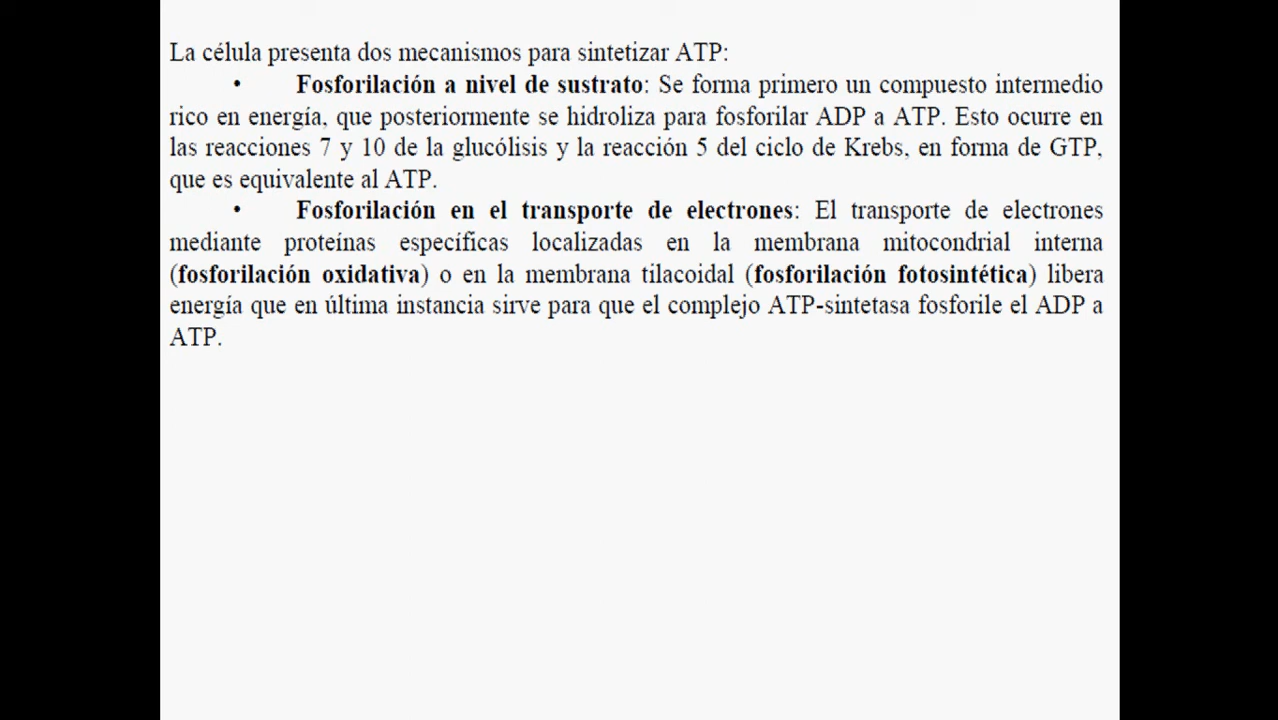 La célula presenta dos mecanismos para sintetizar ATP:
• Fosforilación a nivel de sustrato: Se forma primero un compuesto intermedio
rico en energía, que posteriormente se hidroliza para fosforilar ADP a ATP. Esto ocurre en
las reacciones 7 y 10 de la glucólisis y la reacción 5 del ciclo de Krebs, en forma de GTP,
que es equivalente al ATP.
• Fosforilación en el transporte de electrones: El transporte de electrones
mediante proteínas específicas localizadas en la membrana mitocondrial interna
(fosforilación oxidativa) o en la membrana tilacoidal (fosforilación fotosintética) libera
energía que en última instancia sirve para que el complejo ATP-sintetasa fosforile el ADP a
ATP.